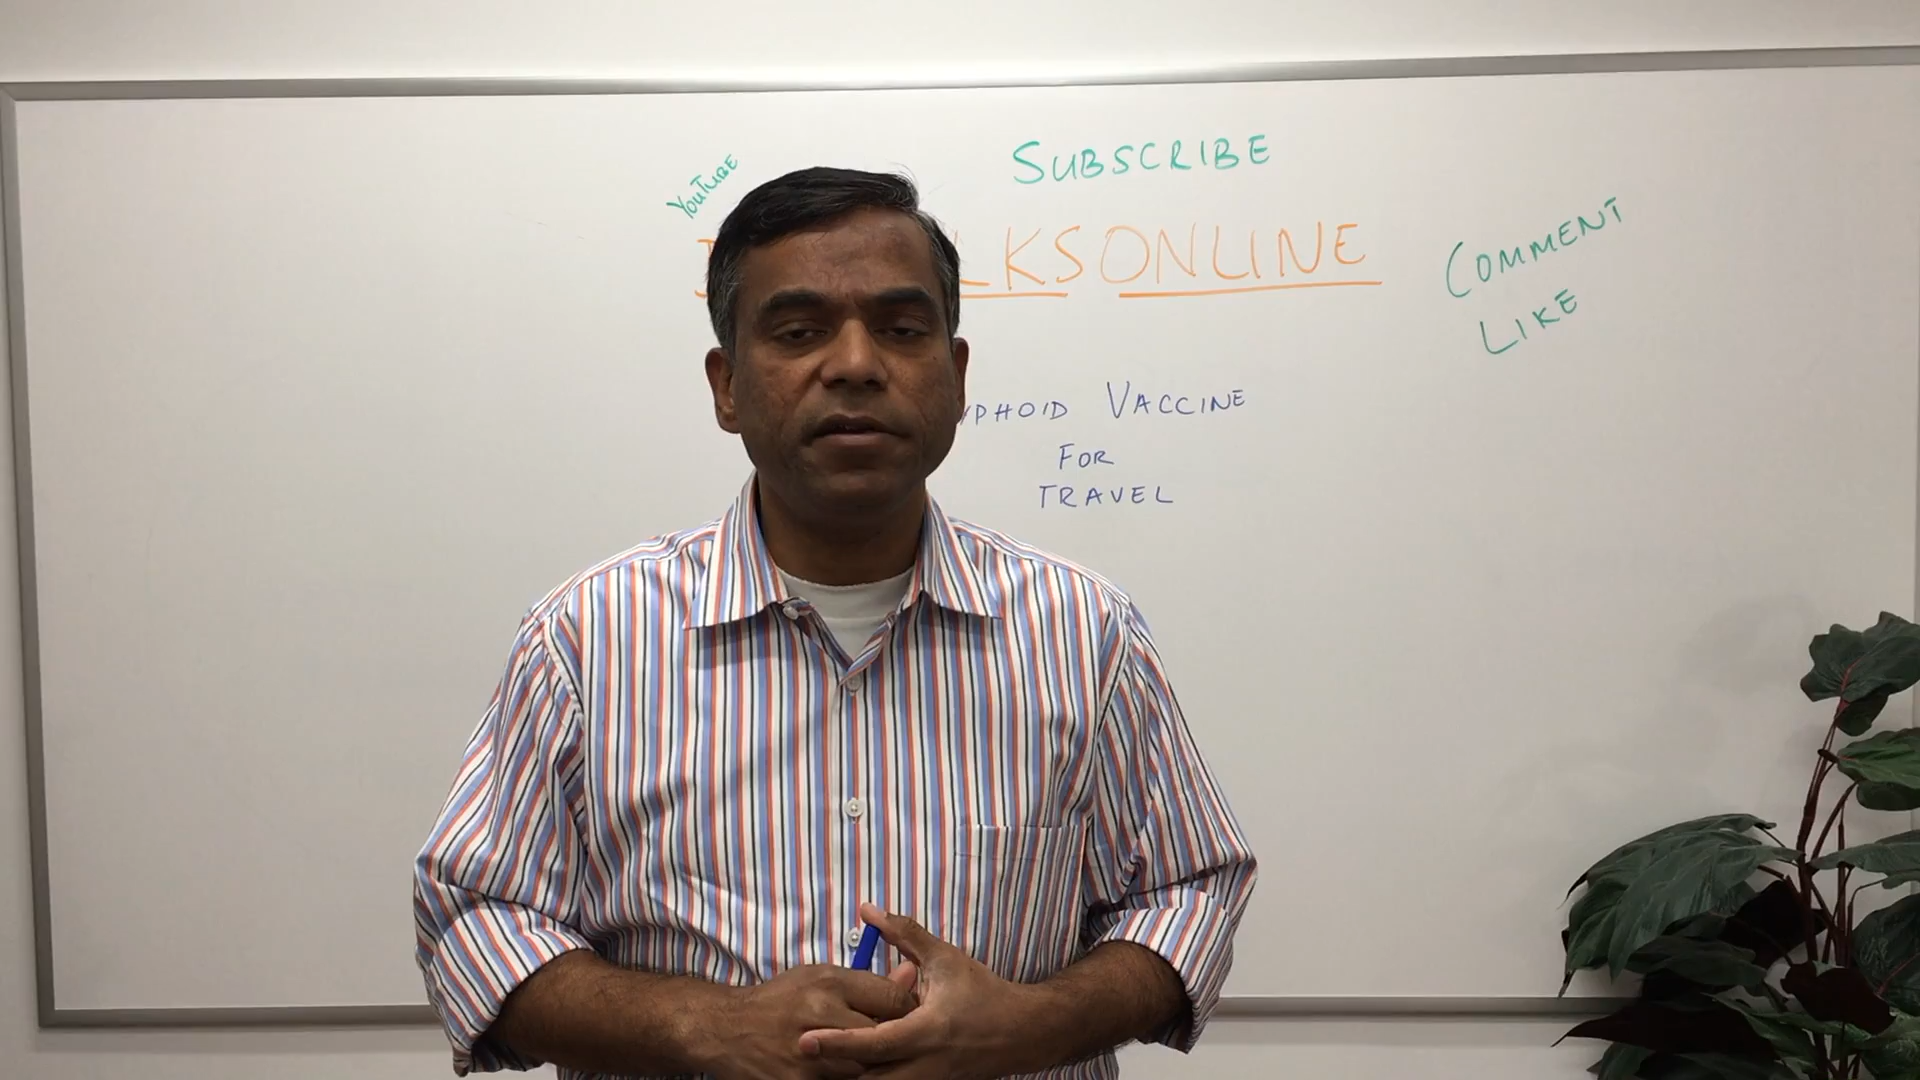 YOUTUBE
SUBSCRIBE
LKSONLINE
COMMENT
LIKE
YPHOID VACCINE
FOR
TRAVEL